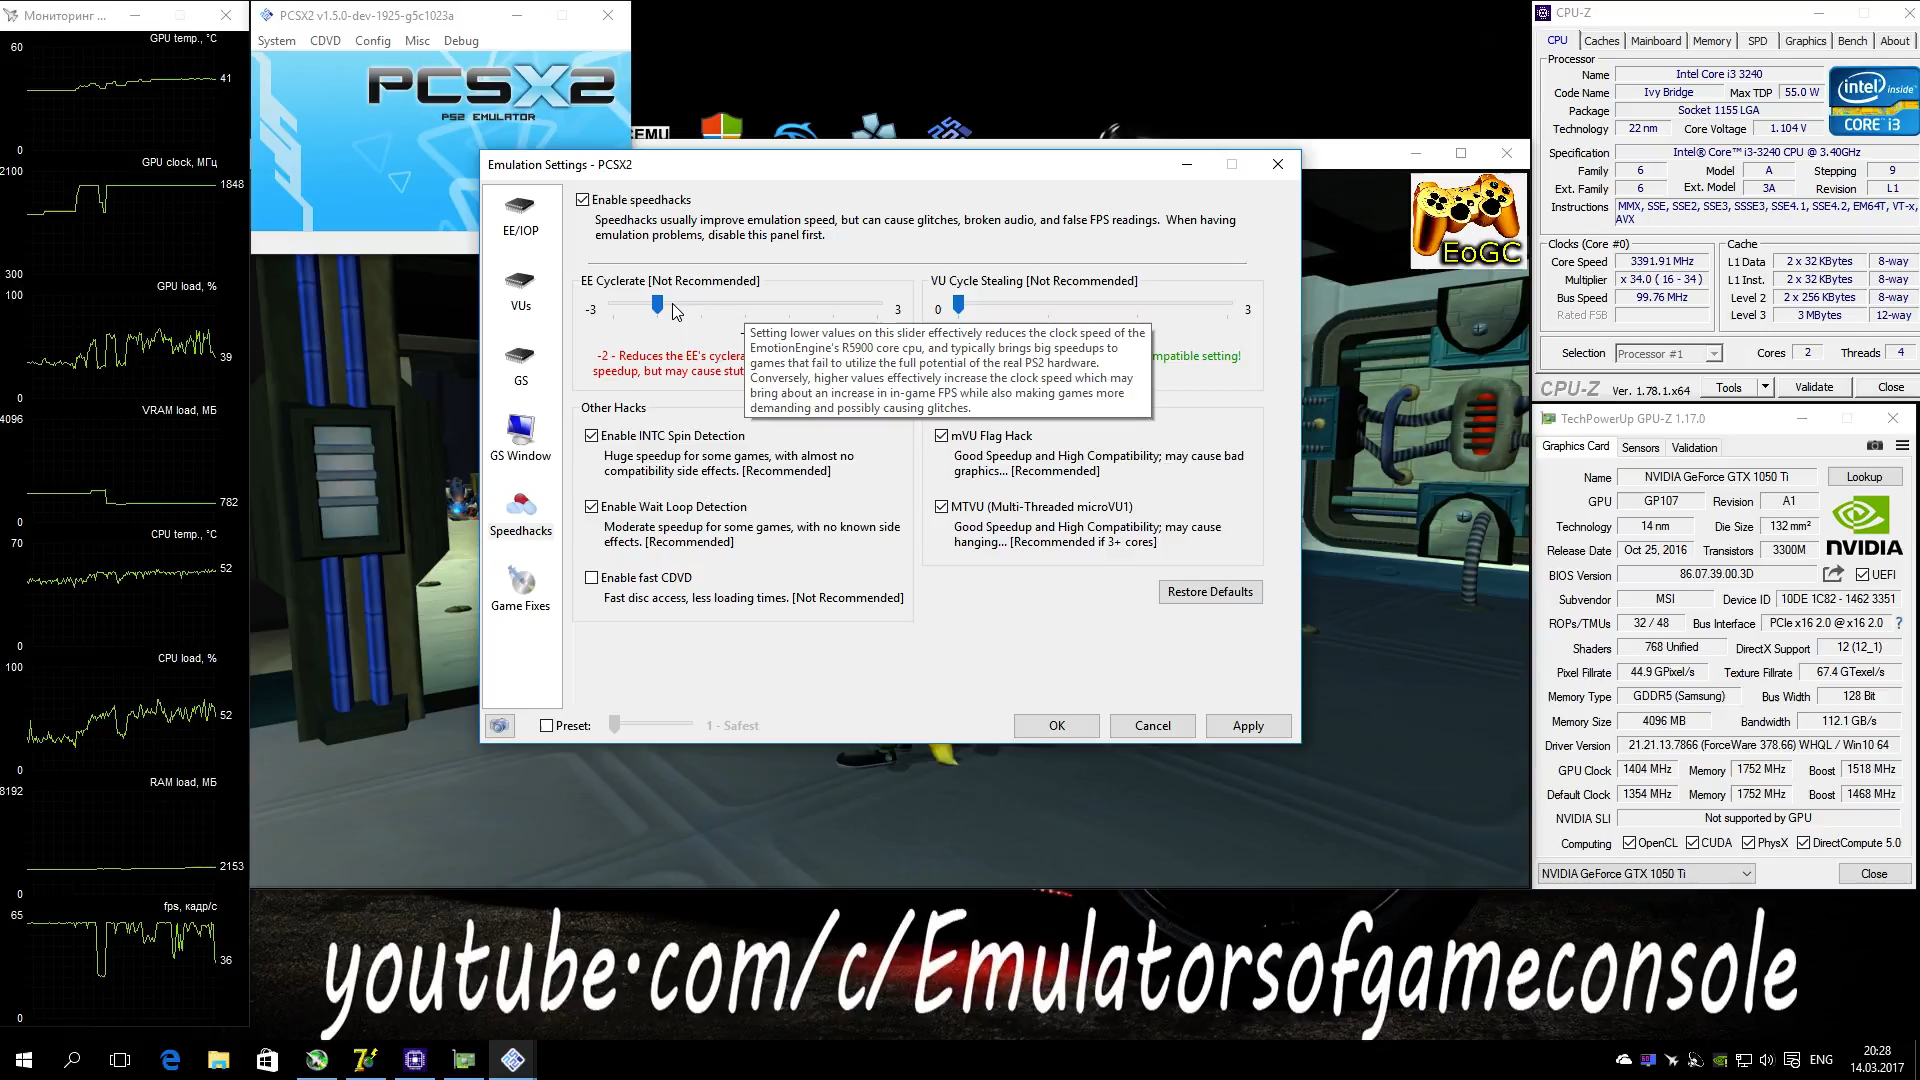 Мониторинг ...
GPU temp., °C
60
41
0
GPU clock, МГц
2100
1848
300
GPU load, %
100
39
0
VRAM load, МБ
4096
782
0
CPU temp., °C
70
52
0
CPU load, %
100
52
0
RAM load, МБ
8192
2153
0
fps, кадр/с
65
36
0
PCSX2 v1.5.0-dev-1925-g5c1023a
System CDVD Config Misc Debug
PCSX2
PS2 EMULATOR
CEMU
Emulation Settings - PCSX2
EE/IOP
VUs
GS
GS Window
Speedhacks
Game Fixes
Enable speedhacks
Speedhacks usually improve emulation speed, but can cause glitches, broken audio, and false FPS readings. When having
emulation problems, disable this panel first.
EE Cyclerate [Not Recommended]
-3 3
-2 - Reduces the EE's cyclera
speedup, but may cause stut
VU Cycle Stealing [Not Recommended]
0 3
mpatible setting!
Setting lower values on this slider effectively reduces the clock speed of the
EmotionEngine's R5900 core cpu, and typically brings big speedups to
games that fail to utilize the full potential of the real PS2 hardware.
Conversely, higher values effectively increase the clock speed which may
bring about an increase in in-game FPS while also making games more
demanding and possibly causing glitches.
Other Hacks
Enable INTC Spin Detection
Huge speedup for some games, with almost no
compatibility side effects. [Recommended]
Enable Wait Loop Detection
Moderate speedup for some games, with no known side
effects. [Recommended]
Enable fast CDVD
Fast disc access, less loading times. [Not Recommended]
mVU Flag Hack
Good Speedup and High Compatibility; may cause bad
graphics... [Recommended]
MTVU (Multi-Threaded microVU1)
Good Speedup and High Compatibility; may cause
hanging... [Recommended if 3+ cores]
Restore Defaults
Preset: 1 - Safest
OK Cancel Apply
EoGC
CPU-Z
CPU Caches Mainboard Memory SPD Graphics Bench About
Processor
Name Intel Core i3 3240
Code Name Ivy Bridge Max TDP 55.0 W
Package Socket 1155 LGA
Technology 22 nm Core Voltage 1.104 V
intel inside
CORE i3
Specification Intel® Core™ i3-3240 CPU @ 3.40GHz
Family 6 Model A Stepping 9
Ext. Family 6 Ext. Model 3A Revision L1
Instructions MMX, SSE, SSE2, SSE3, SSSE3, SSE4.1, SSE4.2, EM64T, VT-x,
AVX
Clocks (Core #0)
Core Speed 3391.91 MHz
Multiplier x 34.0 ( 16 - 34 )
Bus Speed 99.76 MHz
Rated FSB
Cache
L1 Data 2 x 32 KBytes 8-way
L1 Inst. 2 x 32 KBytes 8-way
Level 2 2 x 256 KBytes 8-way
Level 3 3 MBytes 12-way
Selection Processor #1 Cores 2 Threads 4
CPU-Z Ver. 1.78.1.x64 Tools Validate Close
TechPowerUp GPU-Z 1.17.0
Graphics Card Sensors Validation
Name NVIDIA GeForce GTX 1050 Ti Lookup
GPU GP107 Revision A1
Technology 14 nm Die Size 132 mm²
Release Date Oct 25, 2016 Transistors 3300M
NVIDIA
BIOS Version 86.07.39.00.3D UEFI
Subvendor MSI Device ID 10DE 1C82 - 1462 3351
ROPs/TMUs 32 / 48 Bus Interface PCIe x16 2.0 @ x16 2.0 ?
Shaders 768 Unified DirectX Support 12 (12_1)
Pixel Fillrate 44.9 GPixel/s Texture Fillrate 67.4 GTexel/s
Memory Type GDDR5 (Samsung) Bus Width 128 Bit
Memory Size 4096 MB Bandwidth 112.1 GB/s
Driver Version 21.21.13.7866 (ForceWare 378.66) WHQL / Win10 64
GPU Clock 1404 MHz Memory 1752 MHz Boost 1518 MHz
Default Clock 1354 MHz Memory 1752 MHz Boost 1468 MHz
NVIDIA SLI Not supported by GPU
Computing OpenCL CUDA PhysX DirectCompute 5.0
NVIDIA GeForce GTX 1050 Ti Close
youtube.com/c/Emulatorsofgameconsole
ENG
20:28
14.03.2017